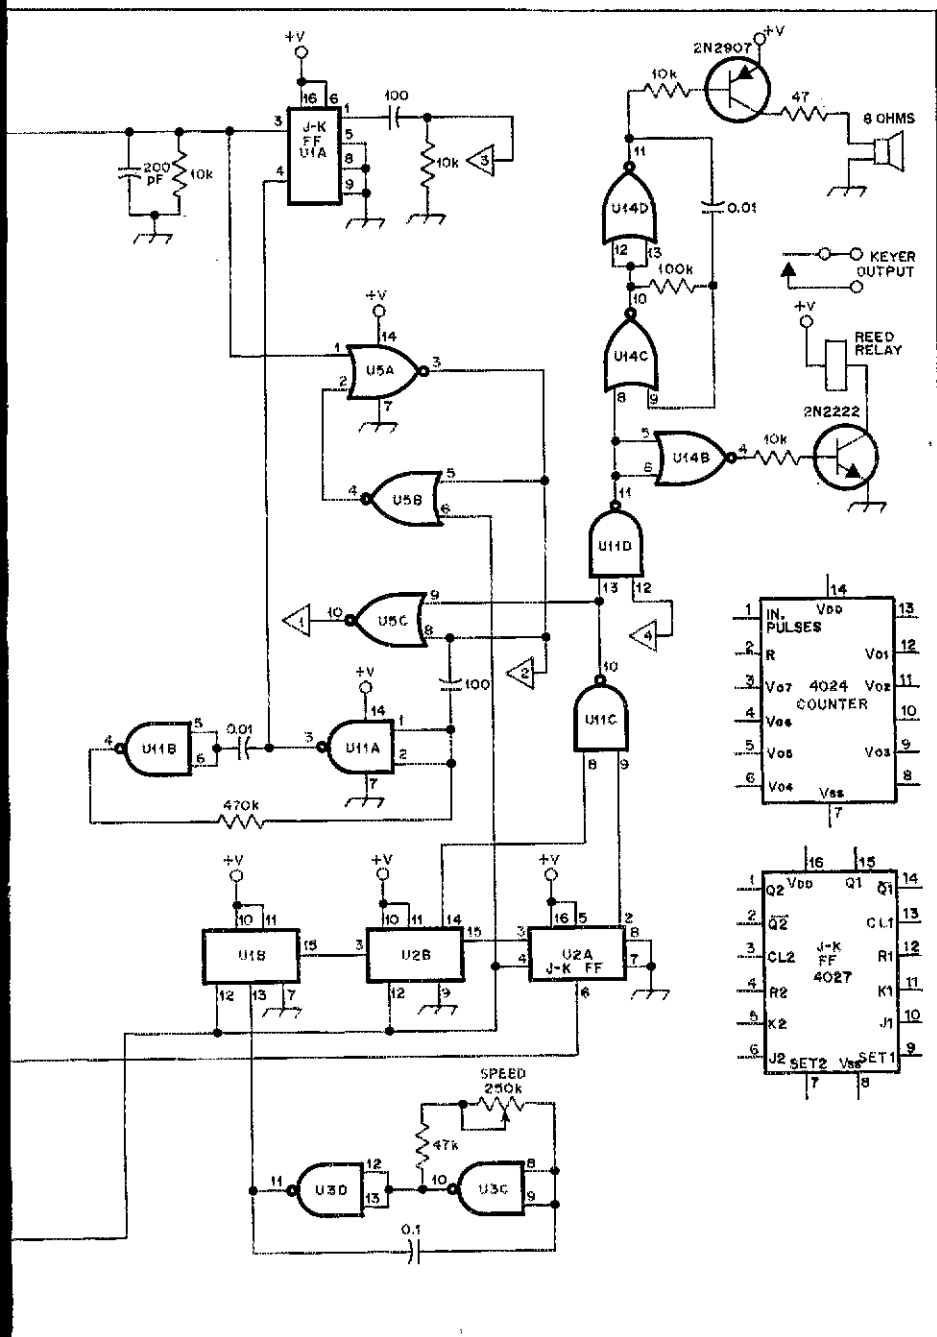 +V
16 6
3
J-K
FF
U1A
1
5
8
9
4
100
10k
3
200
pF
10k
2N2907
+V
10k
47
8 OHMS
11
U14D
12 13
0.01
100k
10
U14C
8 9
KEYER
OUTPUT
+V
REED
RELAY
2N2222
5
6
U14B
4
10k
+V
14
1
2
U5A
3
7
4
U5B
5
6
11
U11D
13 12
4
1
10
U5C
9
8
2
100
10
U11C
8 9
4
U11B
5
6
0.01
+V
14
3
U11A
1
2
7
470k
14
1 IN. PULSES
VDD
13
2 R
VO1 12
3 VO7
4024
COUNTER
VO2 11
4 VO6
10
5 VO5
VO3 9
6 VO4
8
VSS
7
+V
10 11
U1B
15
12 13 7
+V
10 11 14
3
U2B
15
12 9
+V
16 5 2
3
4
U2A
J-K FF
8
7
6
16 15
1 Q2
VDD
Q1
Q̅1 14
2 Q̅2
CL1 13
3 CL2
J-K
FF
4027
R1 12
4 R2
K1 11
5 K2
J1 10
6 J2
SET2
VSS
SET1 9
7 8
SPEED
250k
47k
11
U3D
12
13
10
U3C
8
9
0.1